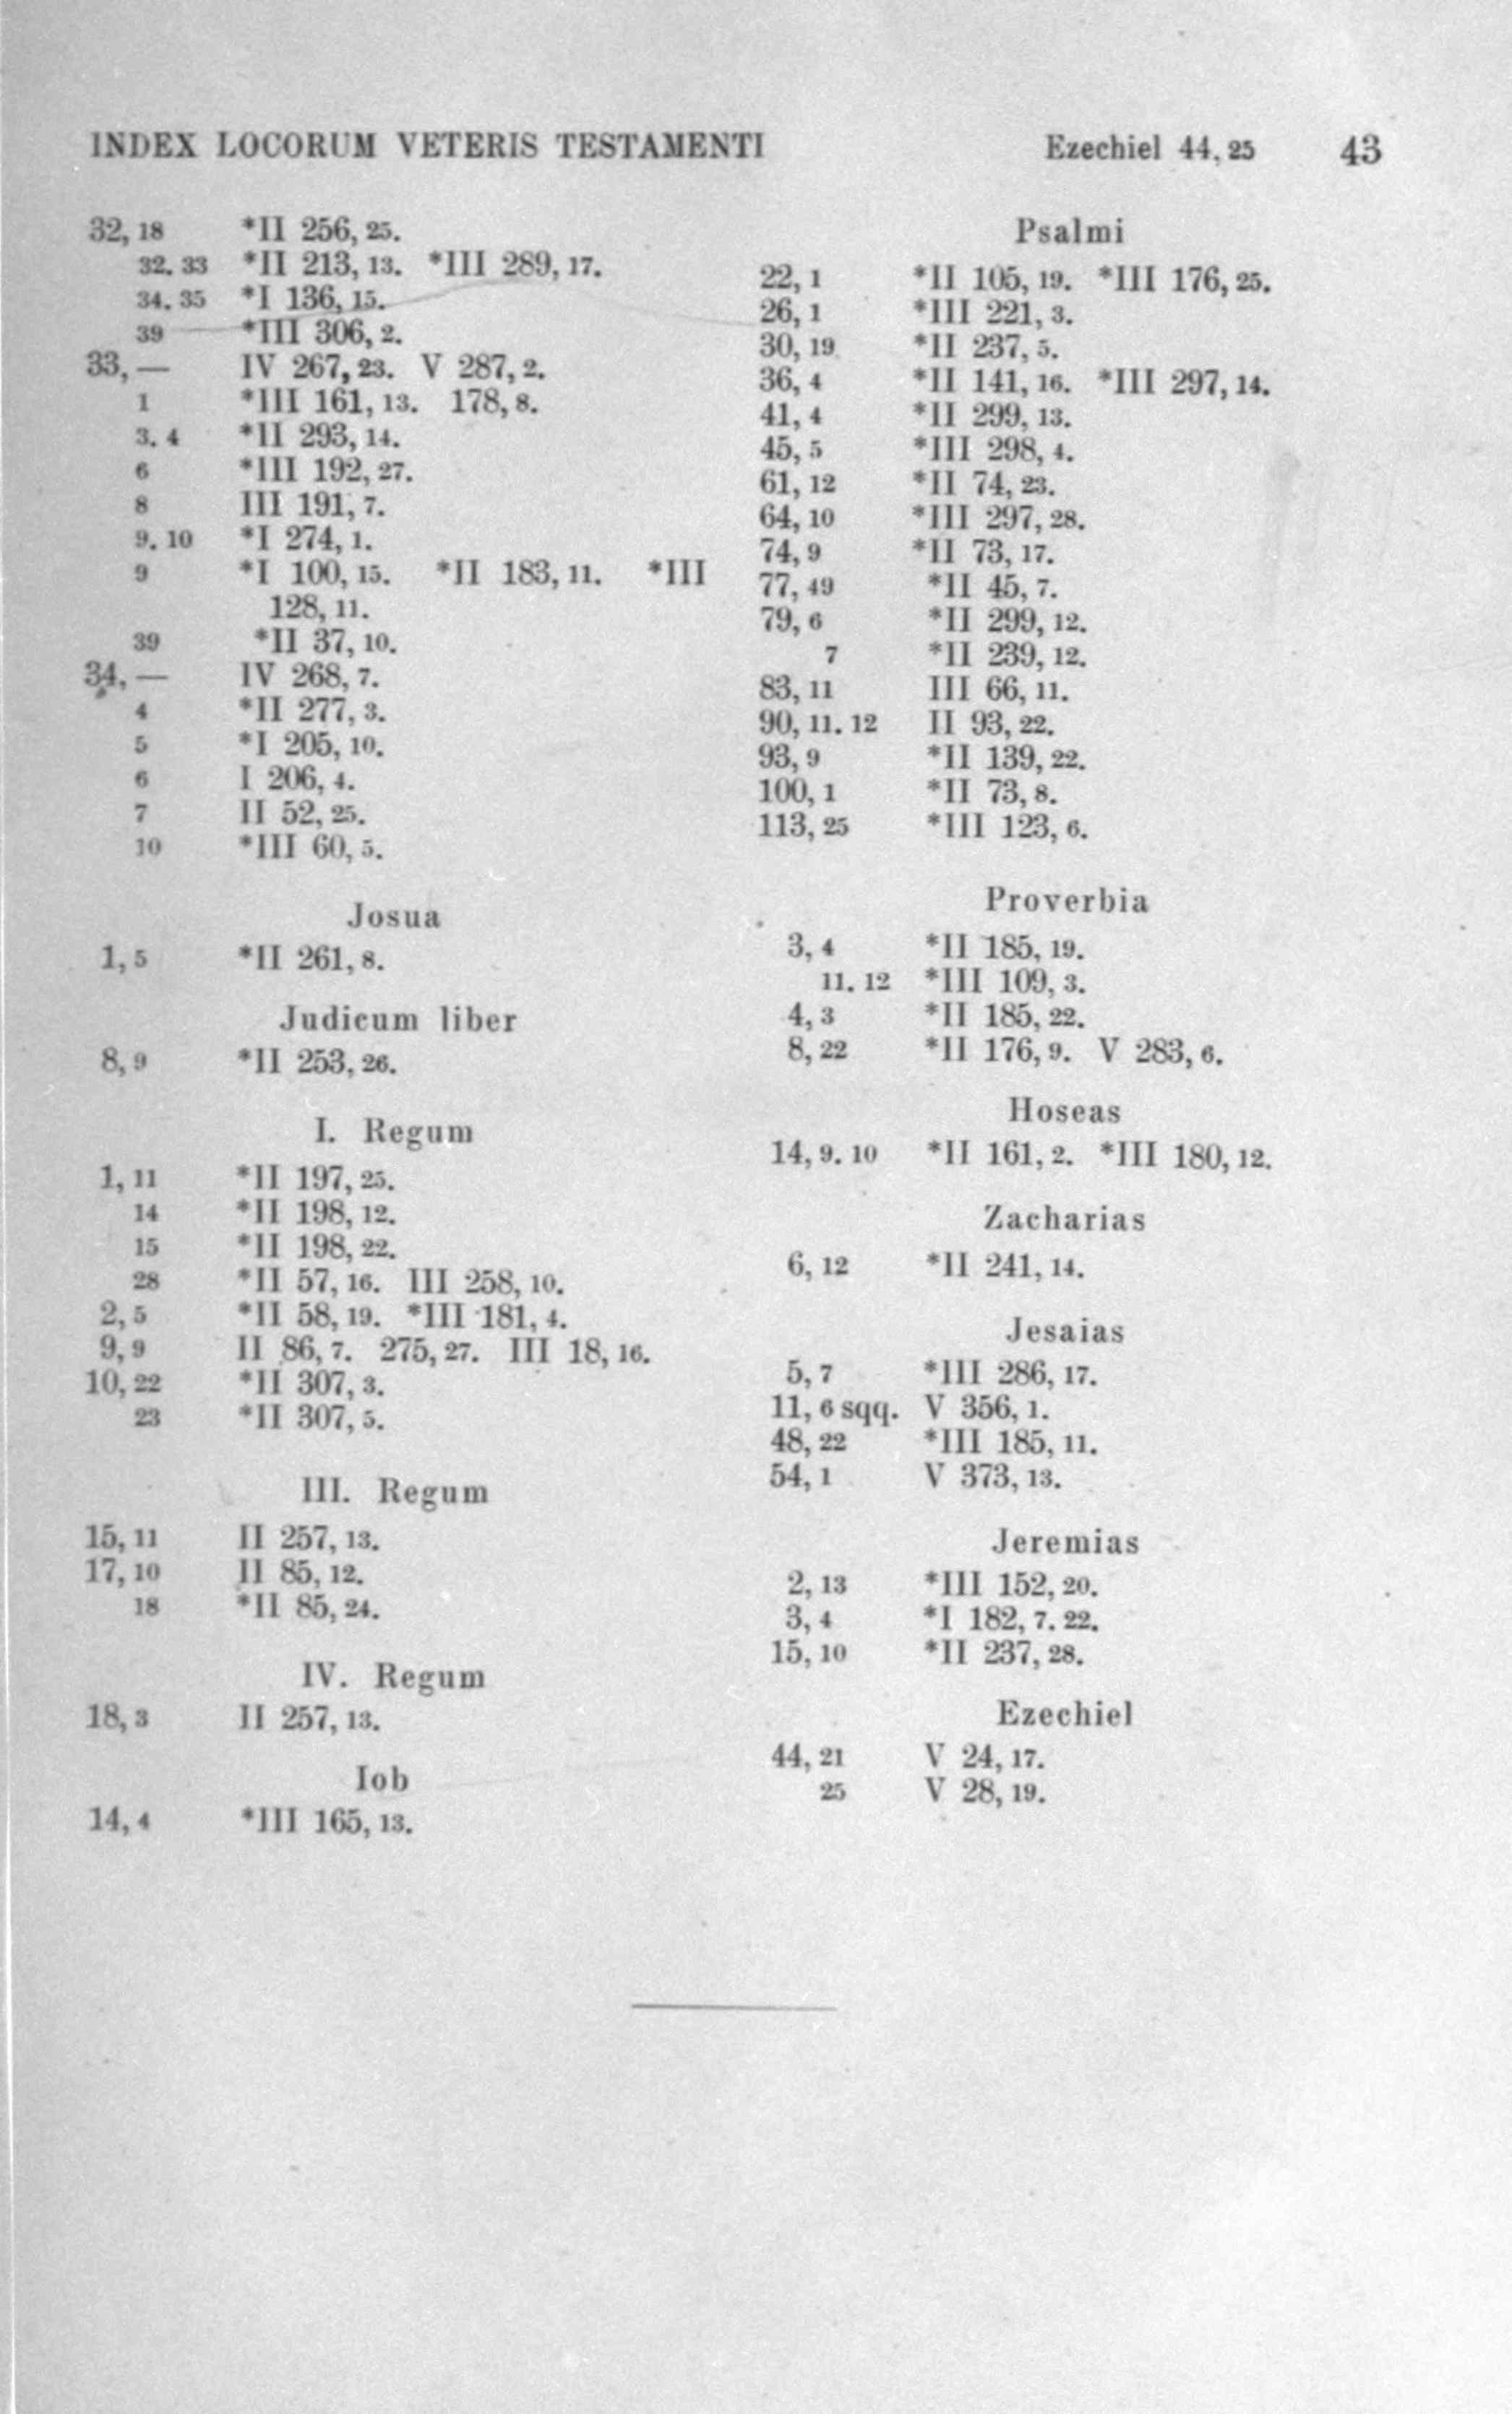 INDEX LOCORUM VETERIS TESTAMENTI Ezechiel 44, 25 43
32, 18 *II 256, 25.
32. 33 *II 213, 13. *III 289, 17.
34. 35 *I 136, 15.
39 *III 306, 2.
33, — IV 267, 23. V 287, 2.
1 *III 161, 13. 178, 8.
3. 4 *II 293, 14.
6 *III 192, 27.
8 III 191, 7.
9. 10 *I 274, 1.
9 *I 100, 15. *II 183, 11. *III
128, 11.
39 *II 37, 10.
34, — IV 268, 7.
4 *II 277, 3.
5 *I 205, 10.
6 I 206, 4.
7 II 52, 25.
10 *III 60, 5.
Josua
1, 5 *II 261, 8.
Judicum liber
8, 9 *II 253, 26.
I. Regum
1, 11 *II 197, 25.
14 *II 198, 12.
15 *II 198, 22.
28 *II 57, 16. III 258, 10.
2, 5 *II 58, 19. *III 181, 4.
9, 9 II 86, 7. 275, 27. III 18, 16.
10, 22 *II 307, 3.
23 *II 307, 5.
III. Regum
15, 11 II 257, 13.
17, 10 II 85, 12.
18 *II 85, 24.
IV. Regum
18, 3 II 257, 13.
Iob
14, 4 *III 165, 13.
Psalmi
22, 1 *II 105, 19. *III 176, 25.
26, 1 *III 221, 3.
30, 19 *II 237, 5.
36, 4 *II 141, 16. *III 297, 14.
41, 4 *II 299, 13.
45, 5 *III 298, 4.
61, 12 *II 74, 23.
64, 10 *III 297, 28.
74, 9 *II 73, 17.
77, 49 *II 45, 7.
79, 6 *II 299, 12.
7 *II 239, 12.
83, 11 III 66, 11.
90, 11. 12 II 93, 22.
93, 9 *II 139, 22.
100, 1 *II 73, 8.
113, 25 *III 123, 6.
Proverbia
3, 4 *II 185, 19.
11. 12 *III 109, 3.
4, 3 *II 185, 22.
8, 22 *II 176, 9. V 283, 6.
Hoseas
14, 9. 10 *II 161, 2. *III 180, 12.
Zacharias
6, 12 *II 241, 14.
Jesaias
5, 7 *III 286, 17.
11, 6 sqq. V 356, 1.
48, 22 *III 185, 11.
54, 1 V 373, 13.
Jeremias
2, 13 *III 152, 20.
3, 4 *I 182, 7. 22.
15, 10 *II 237, 28.
Ezechiel
44, 21 V 24, 17.
25 V 28, 19.